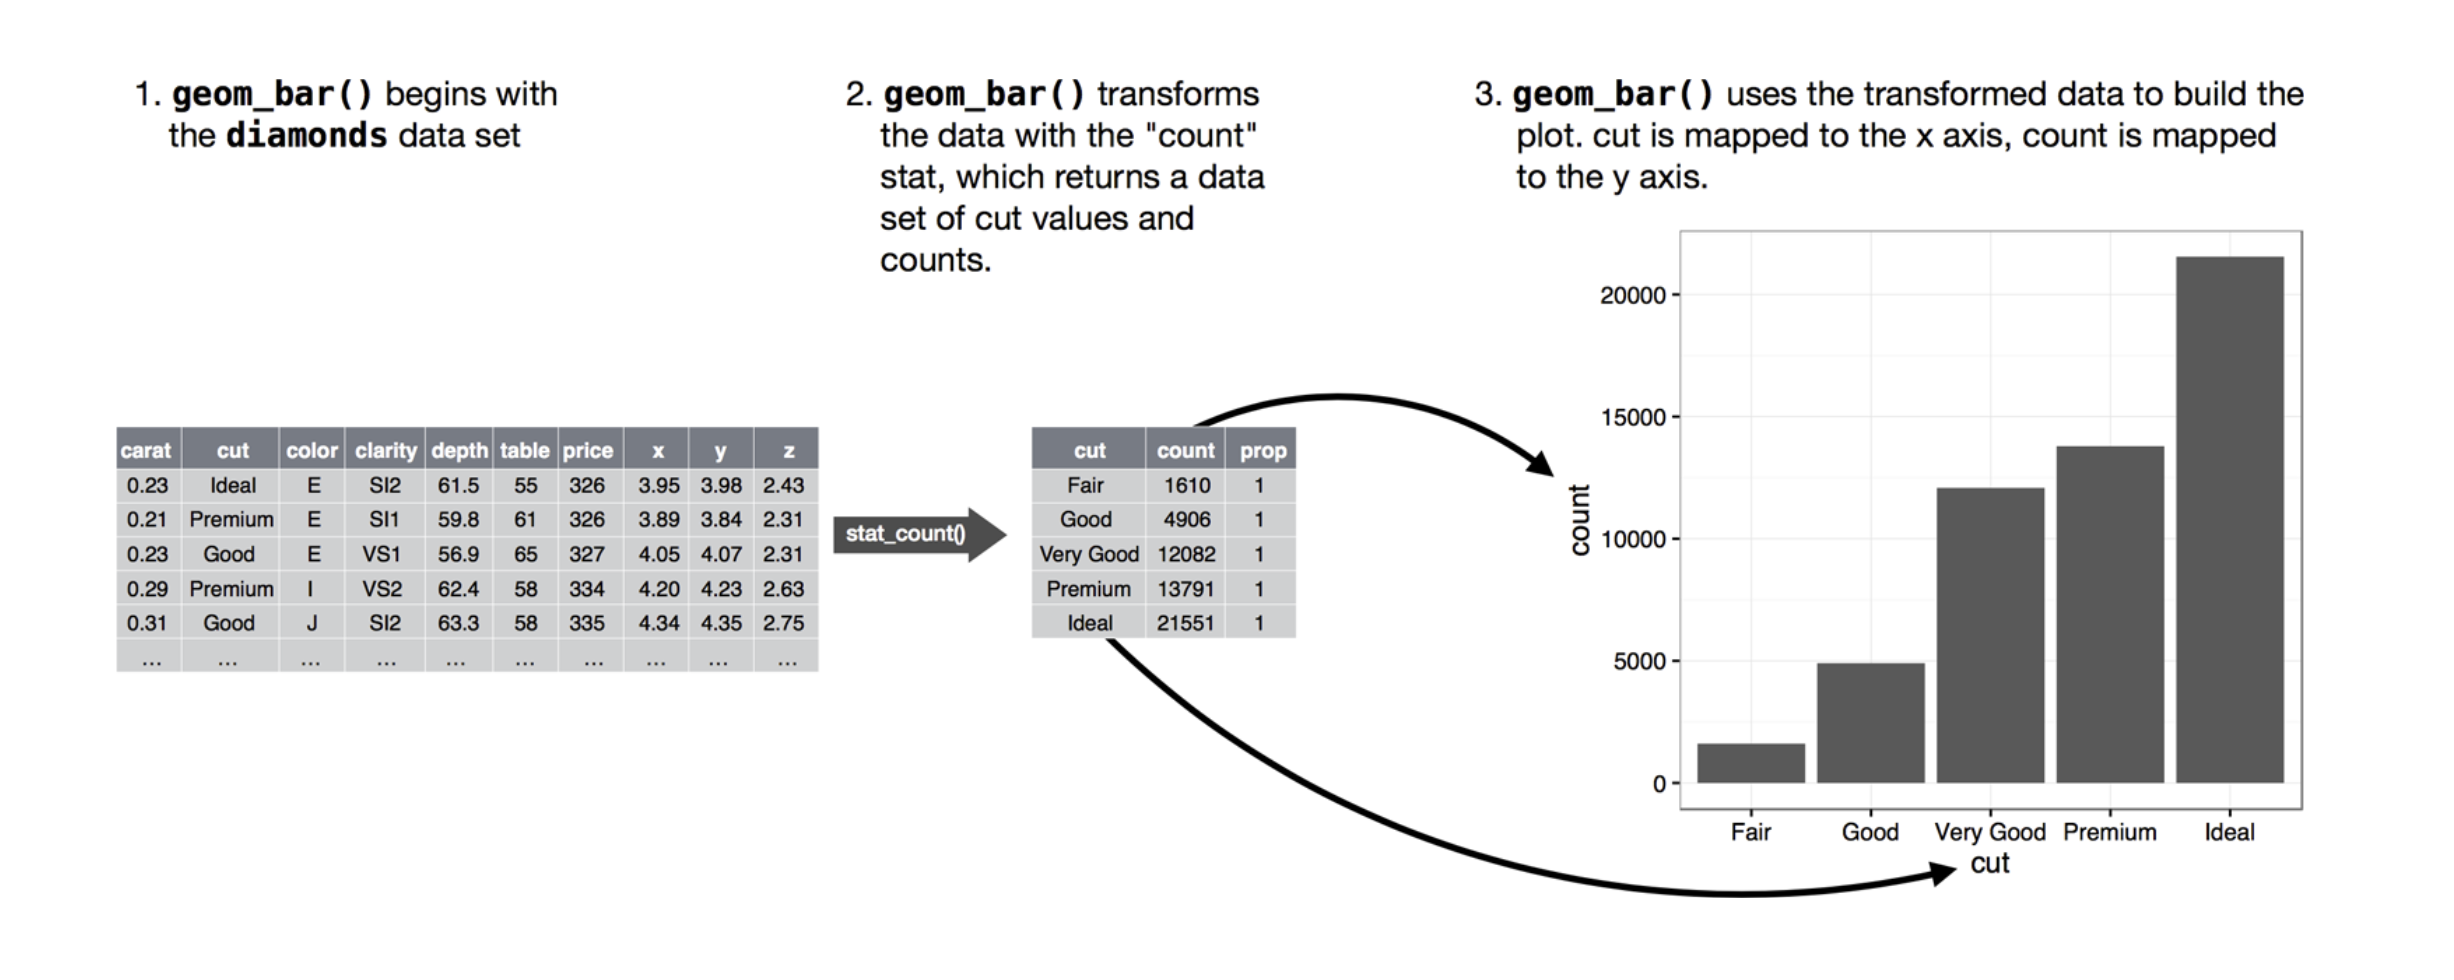 1. geom_bar() begins with
the diamonds data set
2. geom_bar() transforms
the data with the "count"
stat, which returns a data
set of cut values and
counts.
3. geom_bar() uses the transformed data to build the
plot. cut is mapped to the x axis, count is mapped
to the y axis.
carat cut color clarity depth table price x y z
0.23 Ideal E SI2 61.5 55 326 3.95 3.98 2.43
0.21 Premium E SI1 59.8 61 326 3.89 3.84 2.31
0.23 Good E VS1 56.9 65 327 4.05 4.07 2.31
0.29 Premium I VS2 62.4 58 334 4.20 4.23 2.63
0.31 Good J SI2 63.3 58 335 4.34 4.35 2.75
... ... ... ... ... ... ... ... ... ...
stat_count()
cut count prop
Fair 1610 1
Good 4906 1
Very Good 12082 1
Premium 13791 1
Ideal 21551 1
count
20000
15000
10000
5000
0
Fair Good Very Good Premium Ideal
cut